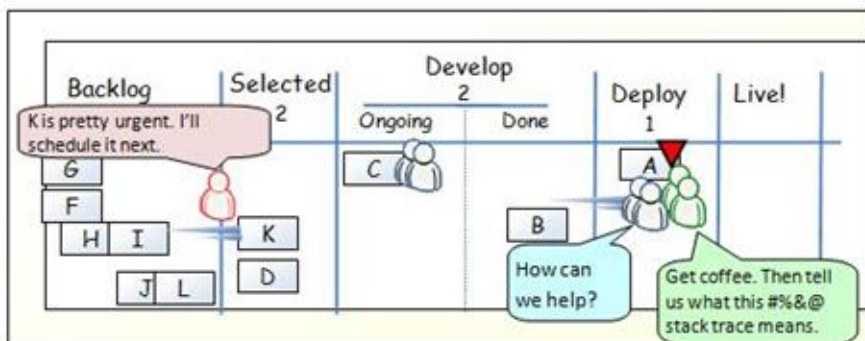 Backlog
Selected
2
Develop
2
Ongoing
Done
Deploy
1
Live!
K is pretty urgent. I'll
schedule it next.
G
F
H I
J L
K
D
C
B
A
How can
we help?
Get coffee. Then tell
us what this #%&@
stack trace means.